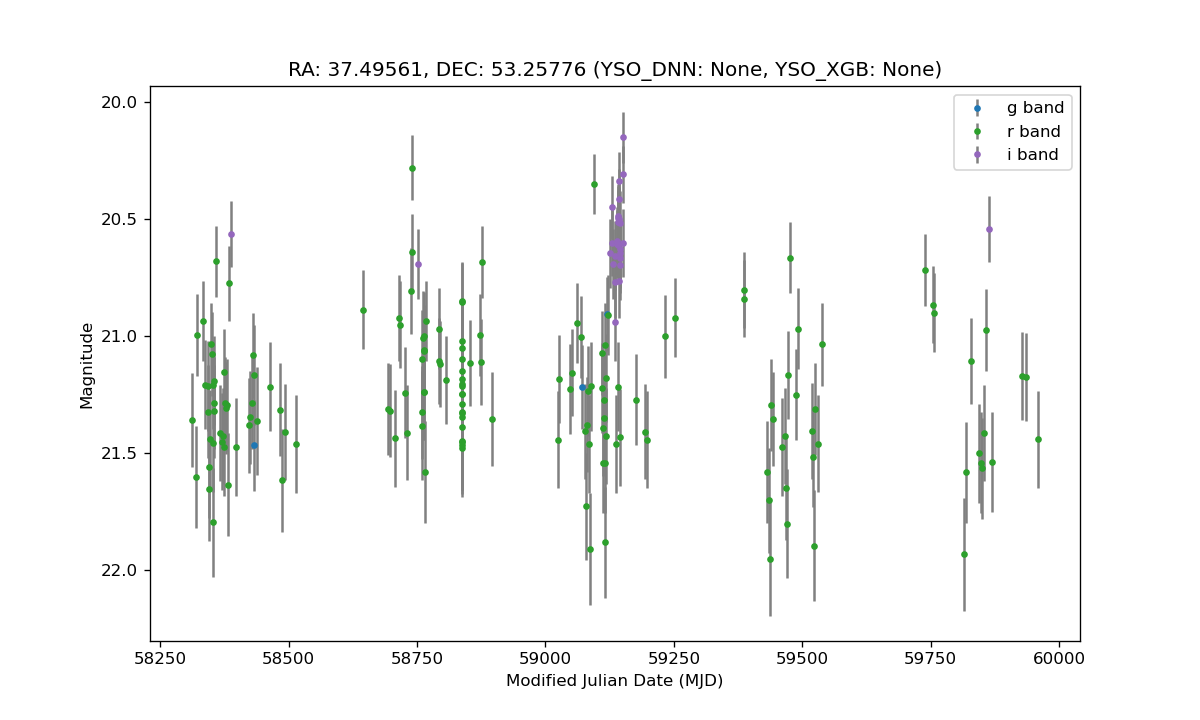 RA: 37.49561, DEC: 53.25776 (YSO_DNN: None, YSO_XGB: None)
g band
r band
i band
20.0
20.5
21.0
21.5
22.0
Magnitude
58250 58500 58750 59000 59250 59500 59750 60000
Modified Julian Date (MJD)